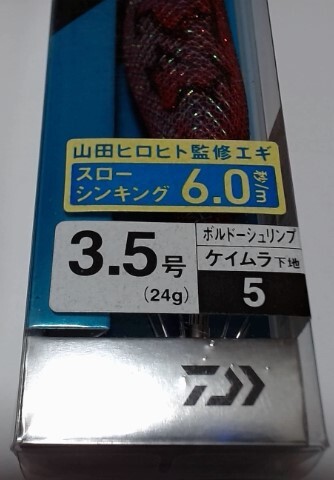 山田ヒロヒト監修エギ
スロー
シンキング 6.0秒/m
3.5号
(24g)
ボルドーシュリンプ
ケイムラ下地
5